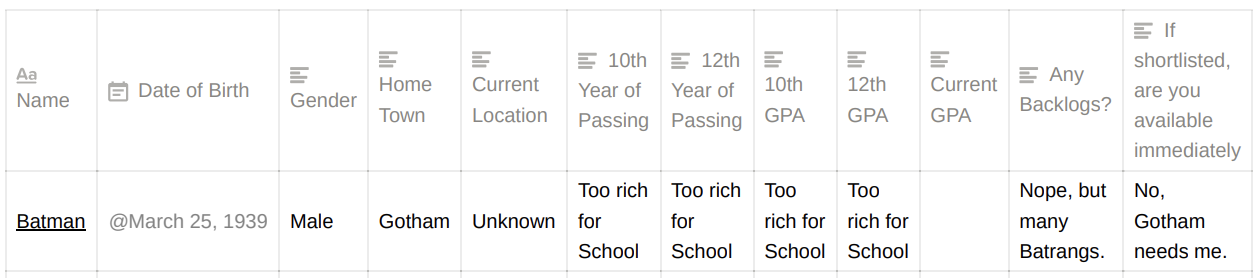 Aa Name
Date of Birth
Gender
Home Town
Current Location
10th Year of Passing
12th Year of Passing
10th GPA
12th GPA
Current GPA
Any Backlogs?
If shortlisted, are you available immediately
Batman
@March 25, 1939
Male
Gotham
Unknown
Too rich for School
Too rich for School
Too rich for School
Too rich for School
Nope, but many Batrangs.
No, Gotham needs me.